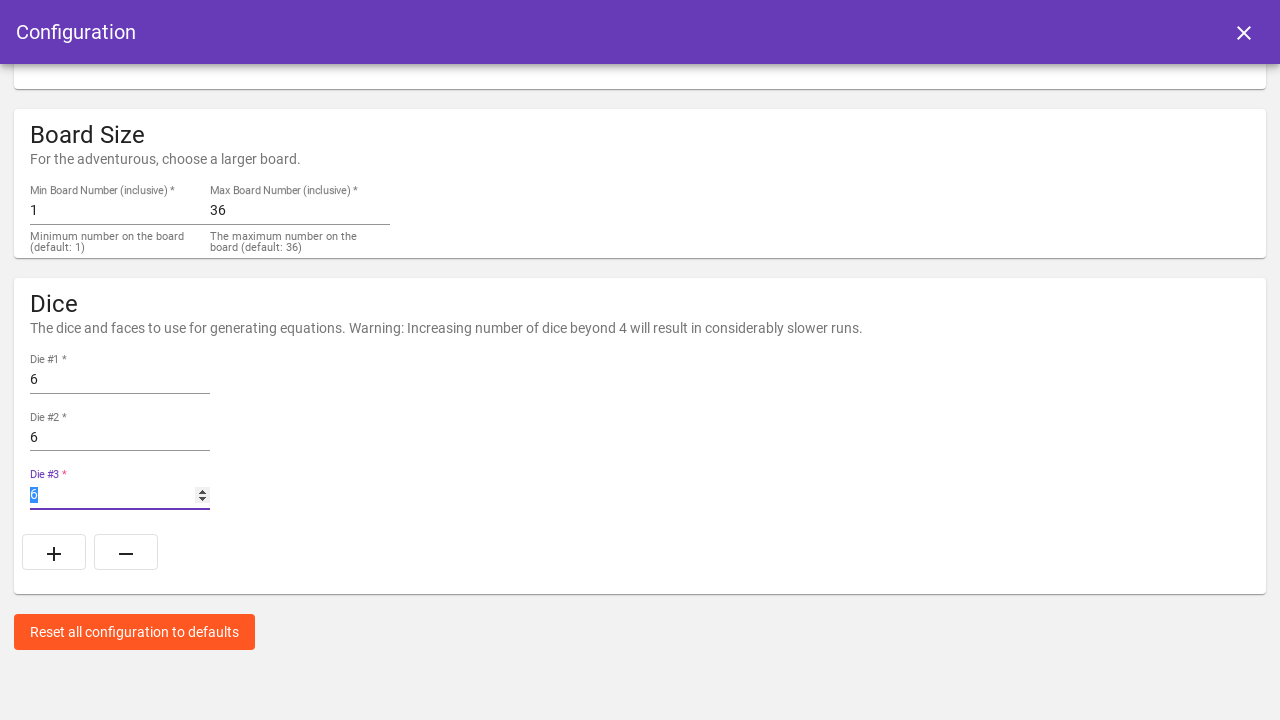 Configuration
Board Size
For the adventurous, choose a larger board.
Min Board Number (inclusive) * Max Board Number (inclusive) *
1 36
Minimum number on the board (default: 1)
The maximum number on the board (default: 36)
Dice
The dice and faces to use for generating equations. Warning: Increasing number of dice beyond 4 will result in considerably slower runs.
Die #1 *
6
Die #2 *
6
Die #3 *
6
Reset all configuration to defaults